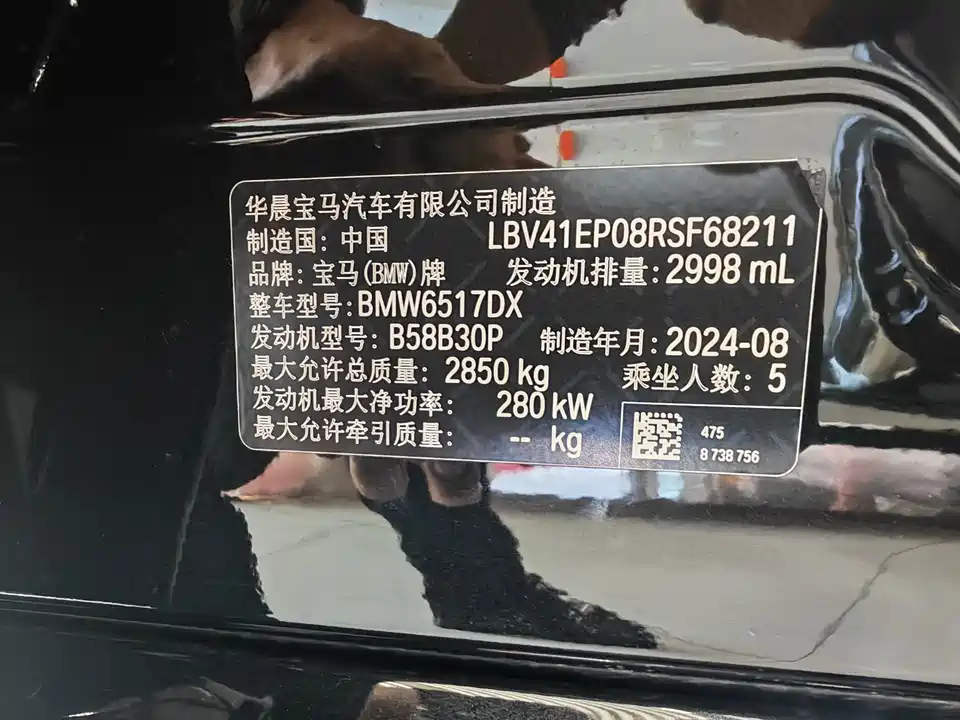 华晨宝马汽车有限公司制造
制造国: 中国 LBV41EP08RSF68211
品牌: 宝马(BMW)牌 发动机排量: 2998 mL
整车型号: BMW6517DX
发动机型号: B58B30P 制造年月: 2024-08
最大允许总质量: 2850 kg 乘坐人数: 5
发动机最大净功率: 280 kW
最大允许牵引质量: -- kg
475
8 738 756